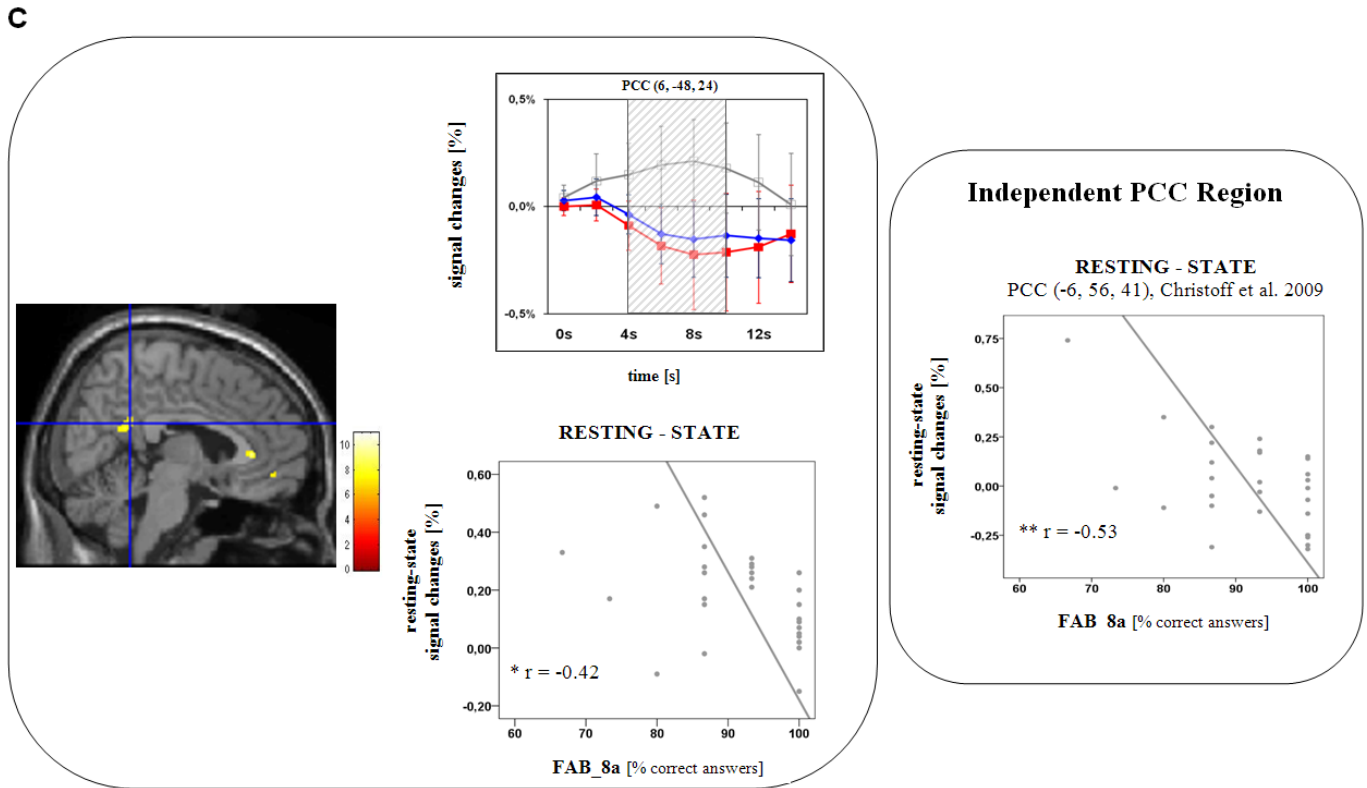 C
PCC (6, -48, 24)
signal changes [%]
0,5%
0,0%
-0,5%
0s 4s 8s 12s
time [s]
10
8
6
4
2
0
RESTING - STATE
resting-state
signal changes [%]
0,60
0,40
0,20
0,00
-0,20
* r = -0.42
60 70 80 90 100
FAB_8a [% correct answers]
Independent PCC Region
RESTING - STATE
PCC (-6, 56, 41), Christoff et al. 2009
resting-state
signal changes [%]
0,75
0,50
0,25
0,00
-0,25
** r = -0.53
60 70 80 90 100
FAB_8a [% correct answers]